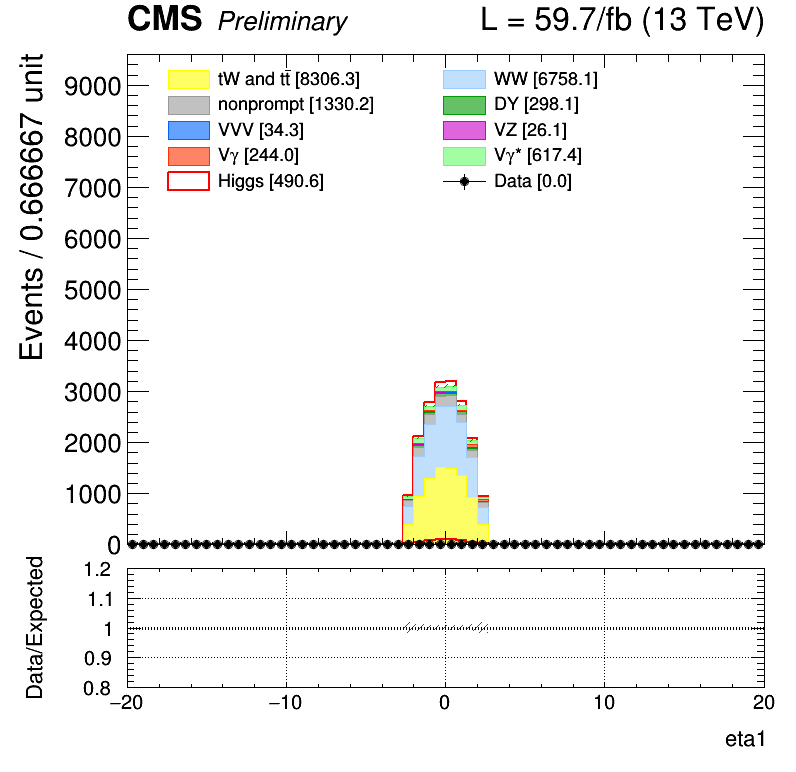 CMS Preliminary L = 59.7/fb (13 TeV)
Events / 0.666667 unit
9000
8000
7000
6000
5000
4000
3000
2000
1000
0
tW and tt̄ [8306.3] WW [6758.1]
nonprompt [1330.2] DY [298.1]
VVV [34.3] VZ [26.1]
Vγ [244.0] Vγ* [617.4]
Higgs [490.6] Data [0.0]
Data/Expected
1.2
1.1
1
0.9
0.8
−20 −10 0 10 20
eta1